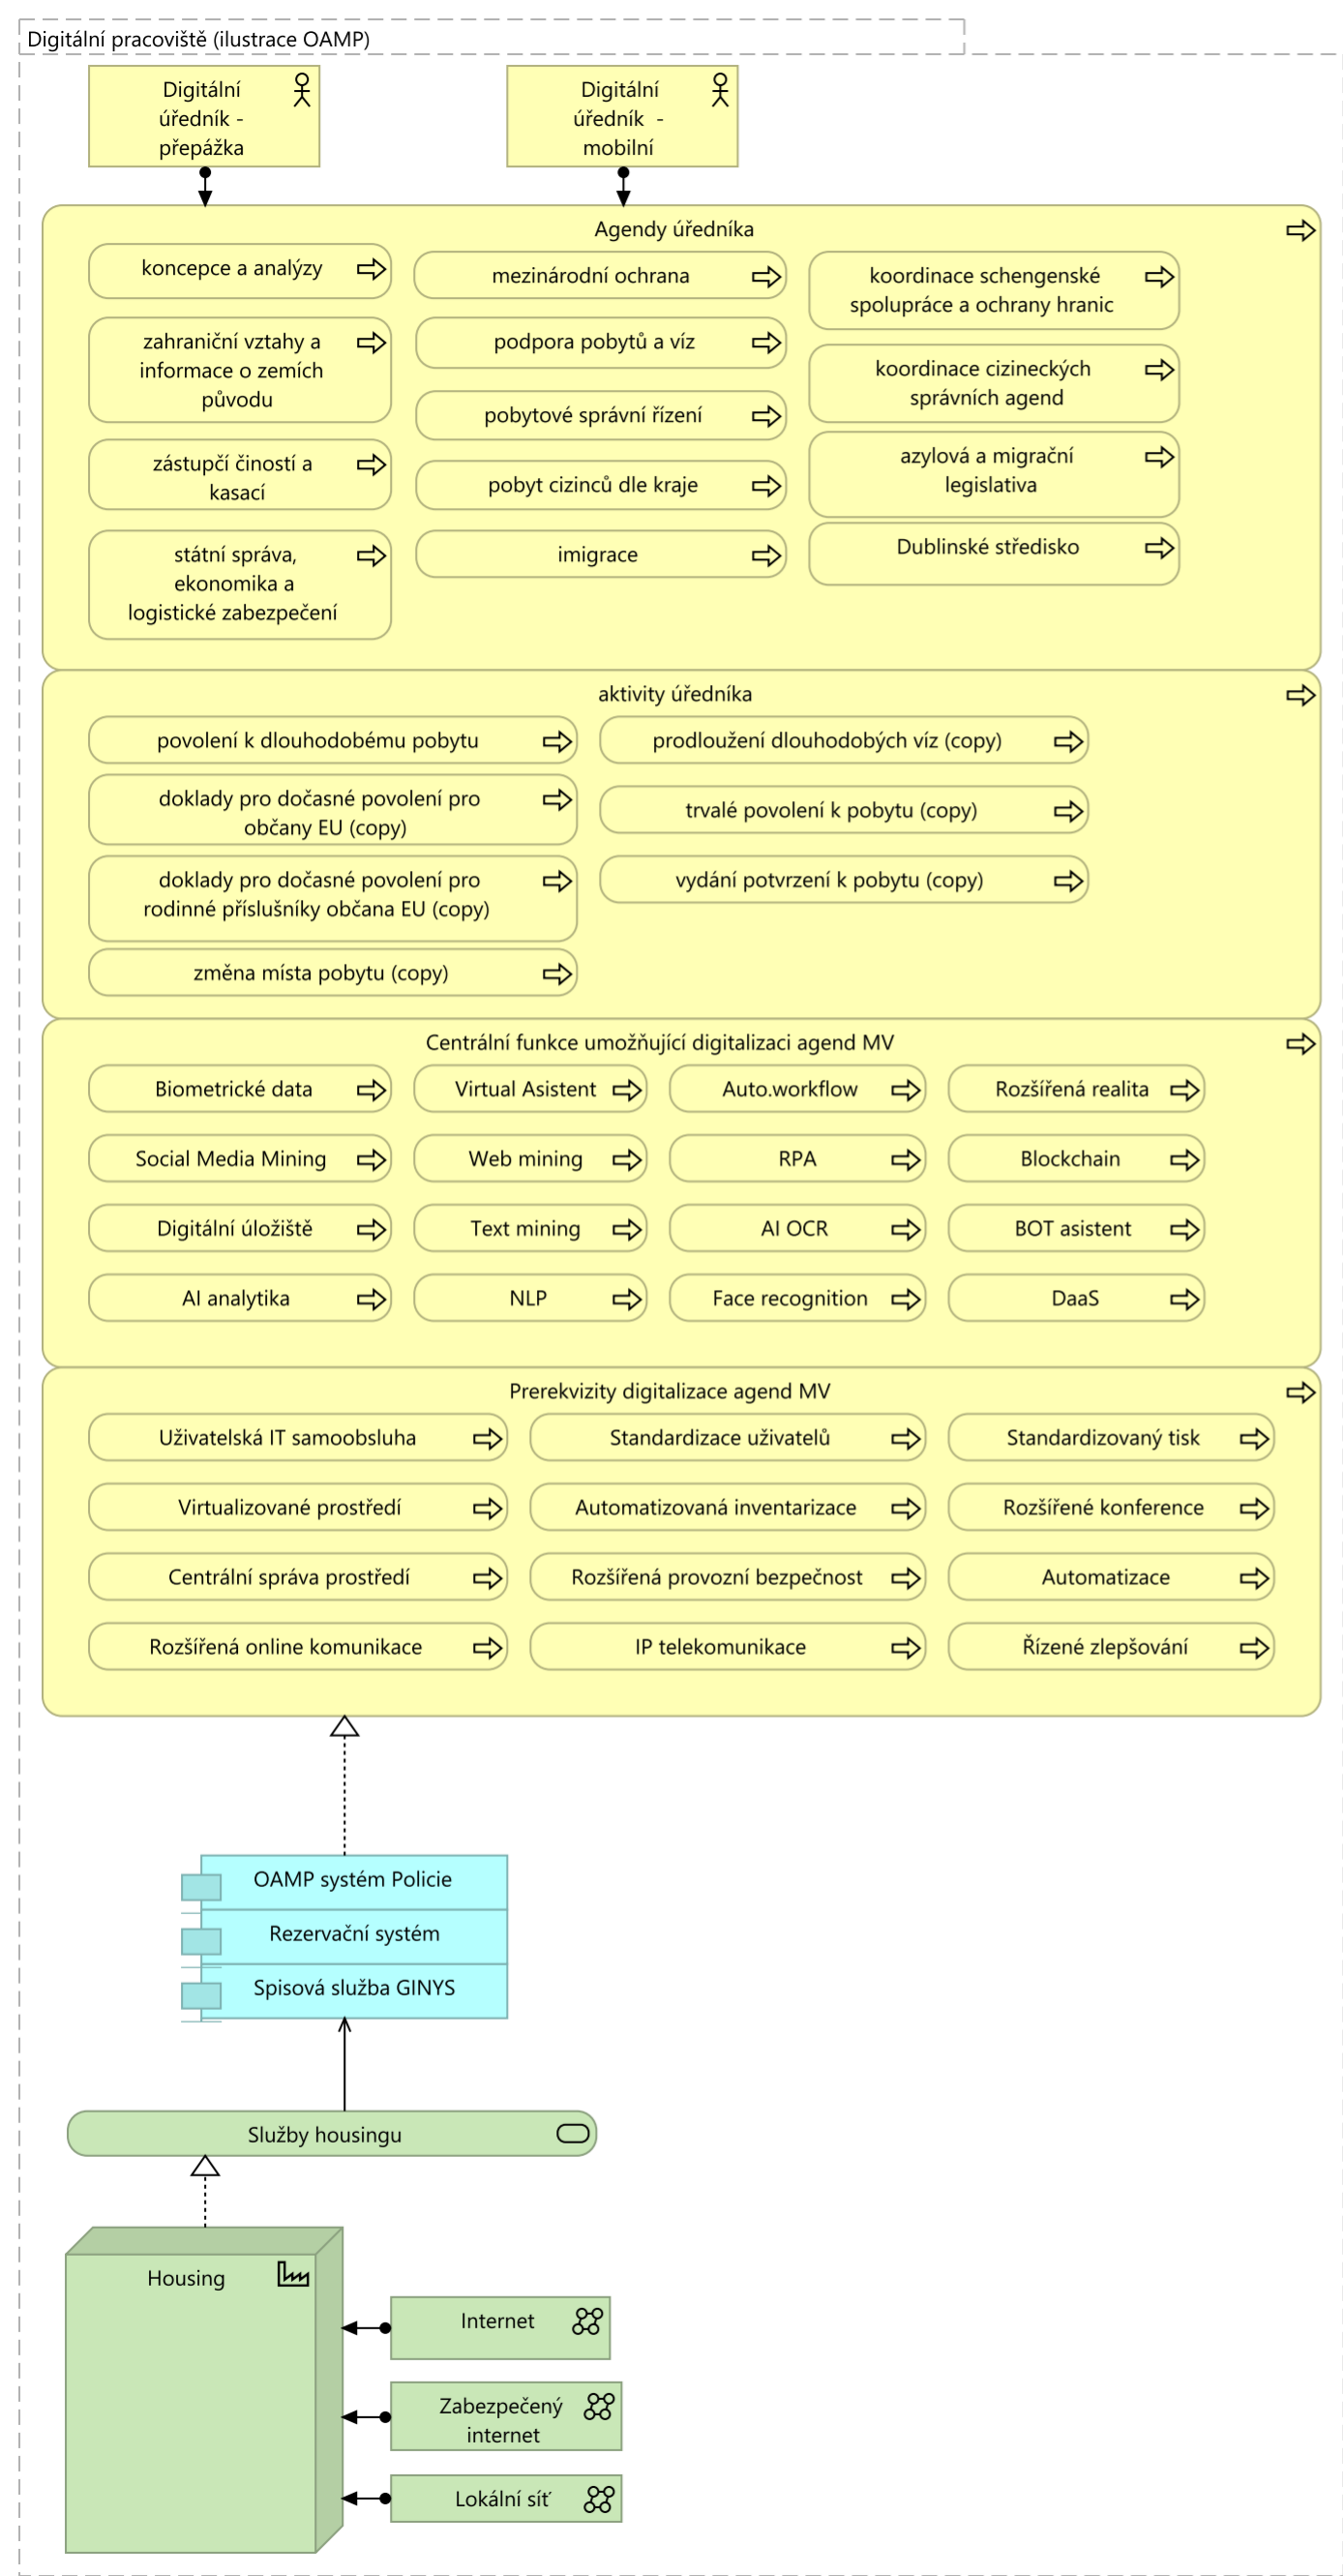 Digitální pracoviště (ilustrace OAMP)
Digitální
úředník -
přepážka
Digitální
úředník  -
mobilní
Agendy úředníka
koncepce a analýzy
zahraniční vztahy a
informace o zemích
původu
zástupčí čiností a
kasací
státní správa,
ekonomika a
logistické zabezpečení
mezinárodní ochrana
podpora pobytů a víz
pobytové správní řízení
pobyt cizinců dle kraje
imigrace
koordinace schengenské
spolupráce a ochrany hranic
koordinace cizineckých
správních agend
azylová a migrační
legislativa
Dublinské středisko
aktivity úředníka
povolení k dlouhodobému pobytu
doklady pro dočasné povolení pro
občany EU (copy)
doklady pro dočasné povolení pro
rodinné příslušníky občana EU (copy)
změna místa pobytu (copy)
prodloužení dlouhodobých víz (copy)
trvalé povolení k pobytu (copy)
vydání potvrzení k pobytu (copy)
Centrální funkce umožňující digitalizaci agend MV
Biometrické data
Virtual Asistent
Auto.workflow
Rozšířená realita
Social Media Mining
Web mining
RPA
Blockchain
Digitální úložiště
Text mining
AI OCR
BOT asistent
AI analytika
NLP
Face recognition
DaaS
Prerekvizity digitalizace agend MV
Uživatelská IT samoobsluha
Standardizace uživatelů
Standardizovaný tisk
Virtualizované prostředí
Automatizovaná inventarizace
Rozšířené konference
Centrální správa prostředí
Rozšířená provozní bezpečnost
Automatizace
Rozšířená online komunikace
IP telekomunikace
Řízené zlepšování
OAMP systém Policie
Rezervační systém
Spisová služba GINYS
Služby housingu
Housing
Internet
Zabezpečený
internet
Lokální síť